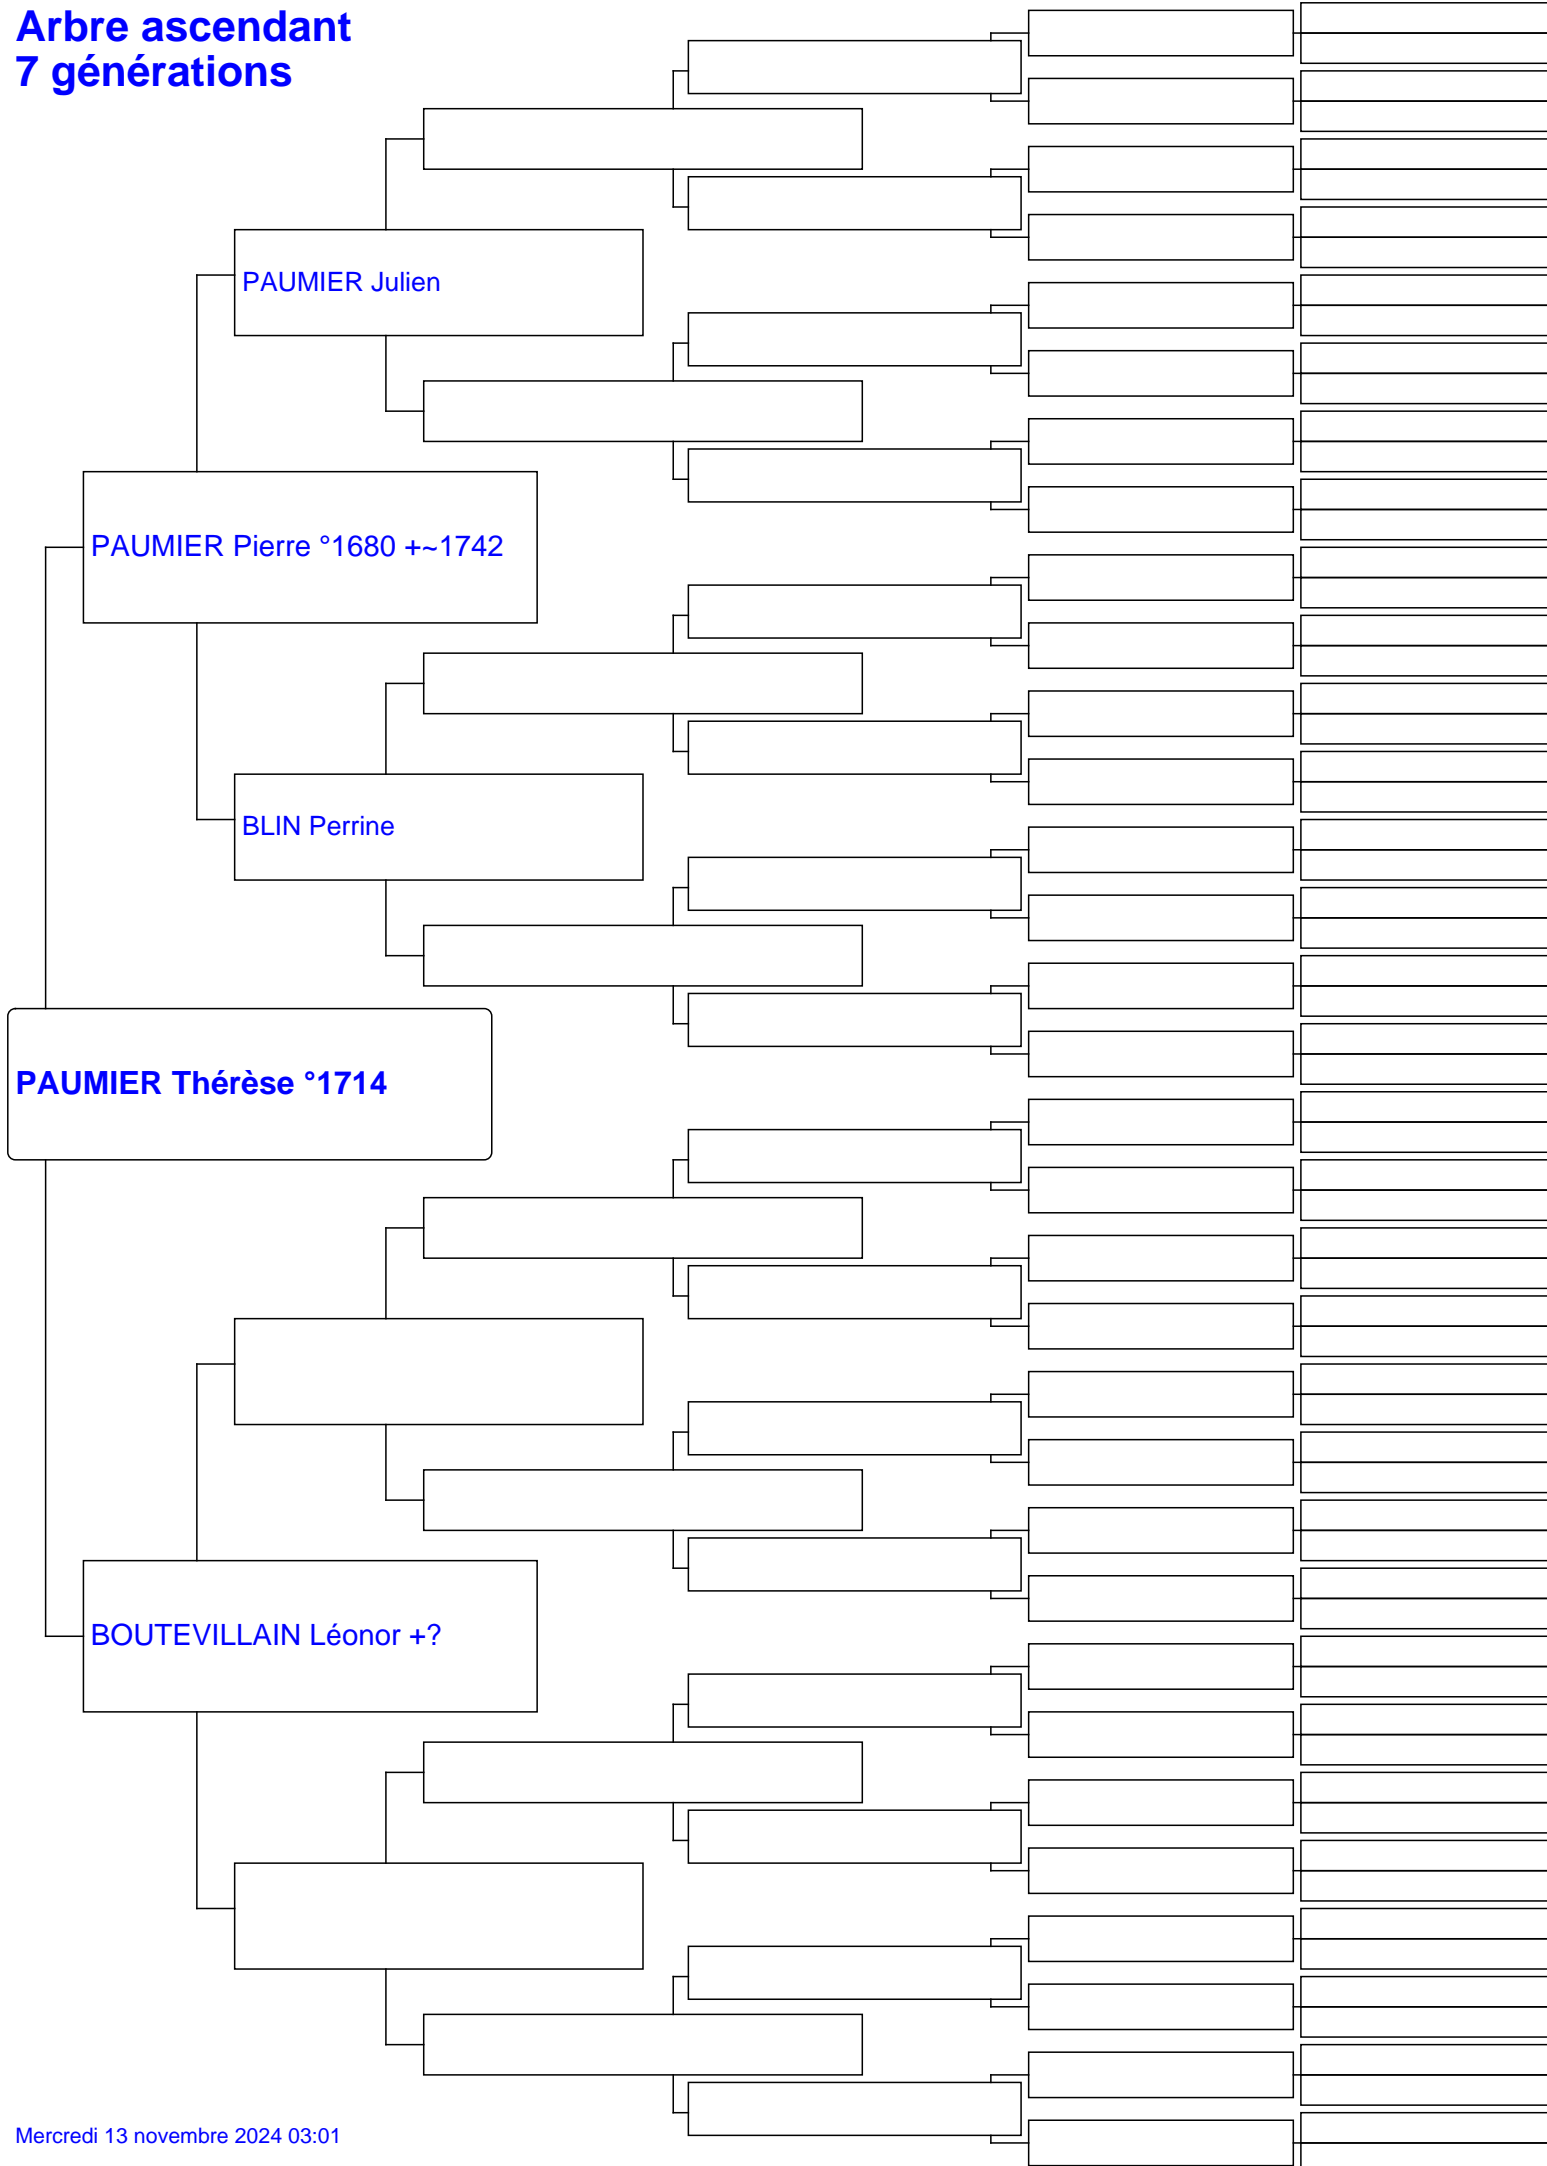 Arbre ascendant
7 générations
PAUMIER Julien
PAUMIER Pierre °1680 +~1742
BLIN Perrine
PAUMIER Thérèse °1714
BOUTEVILLAIN Léonor +?
Mercredi 13 novembre 2024 03:01